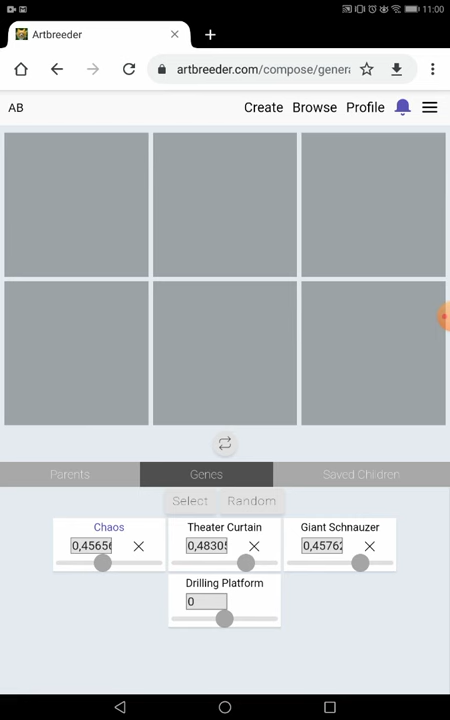 11:00
Artbreeder
artbreeder.com/compose/genera
AB
Create Browse Profile
Parents Genes Saved Children
Select Random
Chaos Theater Curtain Giant Schnauzer
0,45656 0,48305 0,45762
Drilling Platform
0